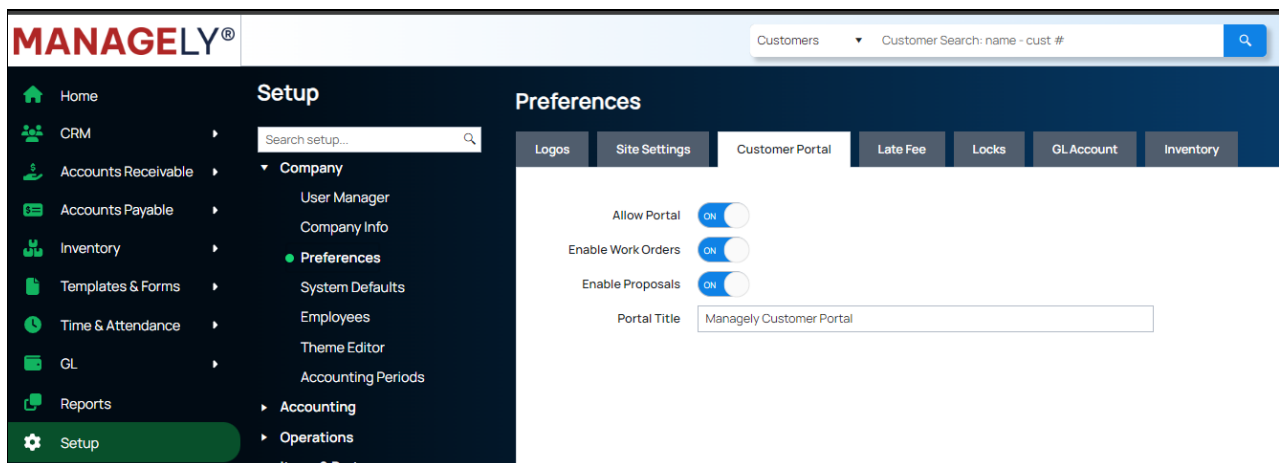 MANAGELY®
Customers
Customer Search: name - cust #
Home
CRM
Accounts Receivable
Accounts Payable
Inventory
Templates & Forms
Time & Attendance
GL
Reports
Setup
Setup
Search setup...
Company
User Manager
Company Info
Preferences
System Defaults
Employees
Theme Editor
Accounting Periods
Accounting
Operations
Preferences
Logos
Site Settings
Customer Portal
Late Fee
Locks
GL Account
Inventory
Allow Portal ON
Enable Work Orders ON
Enable Proposals ON
Portal Title Managely Customer Portal